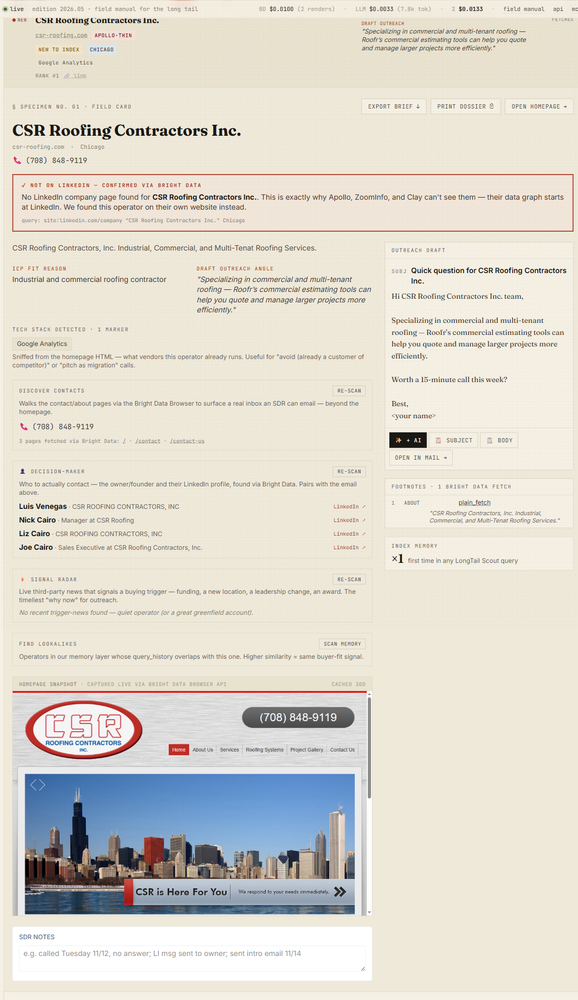 live edition 2026.05 · field manual for the long tail BD $0.0100 (2 renders) · LLM $0.0033 (7.8k tok) · Σ $0.0133 · field manual api
NEW CSR Roofing Contractors Inc.
csr-roofing.com APOLLO-THIN
NEW TO INDEX CHICAGO
Google Analytics
RANK #1 link
DRAFT OUTREACH
"Specializing in commercial and multi-tenant roofing —
Roofr's commercial estimating tools can help you quote
and manage larger projects more efficiently."
FETCHES
§ SPECIMEN NO. 01 · FIELD CARD
EXPORT BRIEF ↓ PRINT DOSSIER OPEN HOMEPAGE →
CSR Roofing Contractors Inc.
csr-roofing.com · Chicago
(708) 848-9119
✓ NOT ON LINKEDIN — CONFIRMED VIA BRIGHT DATA
No LinkedIn company page found for CSR Roofing Contractors Inc.. This is exactly why Apollo, ZoomInfo, and Clay can't see them — their data graph starts
at LinkedIn. We found this operator on their own website instead.
query: site:linkedin.com/company "CSR Roofing Contractors Inc." Chicago
CSR Roofing Contractors, Inc. Industrial, Commercial, and Multi-Tenat Roofing Services.
ICP FIT REASON
Industrial and commercial roofing contractor
DRAFT OUTREACH ANGLE
"Specializing in commercial and multi-tenant
roofing — Roofr's commercial estimating tools can
help you quote and manage larger projects more
efficiently."
TECH STACK DETECTED · 1 MARKER
Google Analytics
Sniffed from the homepage HTML — what vendors this operator already runs. Useful for "avoid (already a customer of
competitor)" or "pitch as migration" calls.
DISCOVER CONTACTS RE-SCAN
Walks the contact/about pages via the Bright Data Browser to surface a real inbox an SDR can email — beyond the
homepage.
(708) 848-9119
3 pages fetched via Bright Data: / · /contact · /contact-us
DECISION-MAKER RE-SCAN
Who to actually contact — the owner/founder and their LinkedIn profile, found via Bright Data. Pairs with the email
above.
Luis Venegas · CSR ROOFING CONTRACTORS, INC LinkedIn ↗
Nick Cairo · Manager at CSR Roofing LinkedIn ↗
Liz Cairo · CSR ROOFING CONTRACTORS, INC LinkedIn ↗
Joe Cairo · Sales Executive at CSR Roofing Contractors, Inc. LinkedIn ↗
SIGNAL RADAR RE-SCAN
Live third-party news that signals a buying trigger — funding, a new location, a leadership change, an award. The
timeliest "why now" for outreach.
No recent trigger-news found — quiet operator (or a great greenfield account).
FIND LOOKALIKES SCAN MEMORY
Operators in our memory layer whose query_history overlaps with this one. Higher similarity = same buyer-fit signal.
HOMEPAGE SNAPSHOT · CAPTURED LIVE VIA BRIGHT DATA BROWSER API CACHED 30D
CSR
ROOFING CONTRACTORS
INC.
(708) 848-9119
Home About Us Services Roofing Systems Project Gallery Contact Us
CSR is Here For You We respond to your needs immediately.
SDR NOTES
e.g. called Tuesday 11/12, no answer; LI msg sent to owner; sent intro email 11/14
OUTREACH DRAFT
SUBJ Quick question for CSR Roofing Contractors
Inc.
Hi CSR Roofing Contractors Inc. team,
Specializing in commercial and multi-tenant
roofing — Roofr's commercial estimating tools can
help you quote and manage larger projects more
efficiently.
Worth a 15-minute call this week?
Best,
<your name>
+ AI SUBJECT BODY
OPEN IN MAIL →
FOOTNOTES · 1 BRIGHT DATA FETCH
1 ABOUT plain_fetch
"CSR Roofing Contractors, Inc. Industrial,
Commercial, and Multi-Tenat Roofing Services."
INDEX MEMORY
×1 first time in any LongTail Scout query